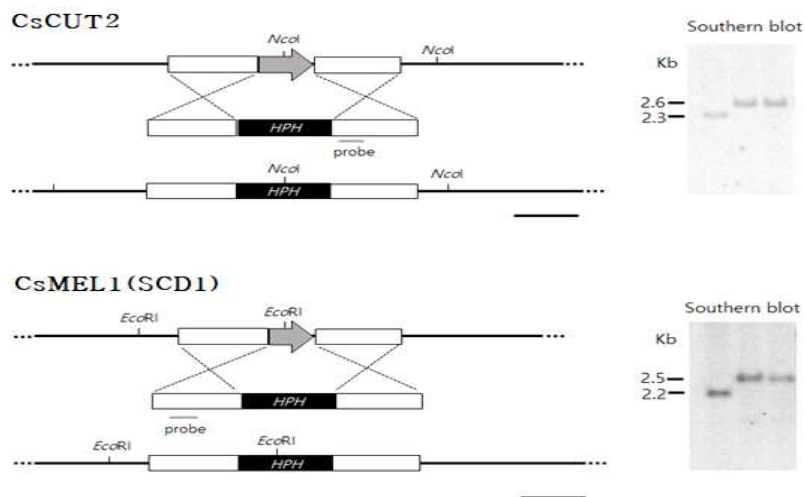 CsCUT2
Southern blot
NcoI
NcoI
Kb
2.6
2.3
HPH
probe
NcoI
NcoI
HPH
CsMEL1(SCD1)
Southern blot
EcoRI
EcoRI
Kb
2.5
2.2
HPH
probe
EcoRI
EcoRI
HPH